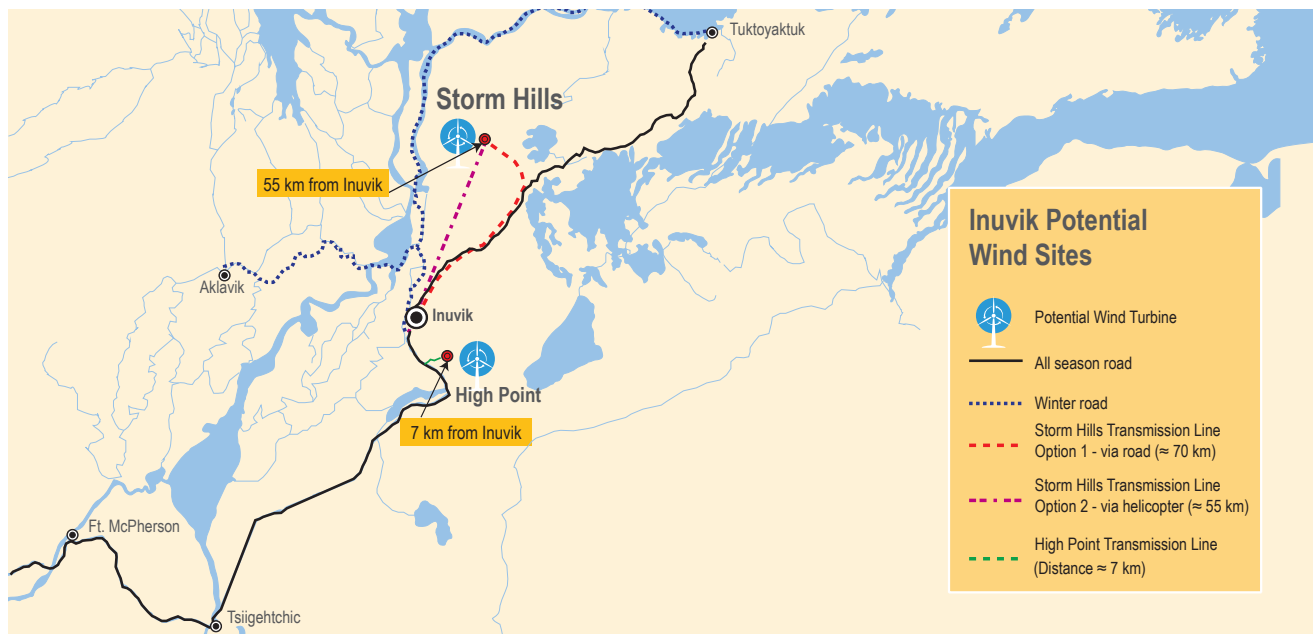 Tuktoyaktuk
Storm Hills
55 km from Inuvik
Aklavik
Inuvik
High Point
7 km from Inuvik
Ft. McPherson
Tsiigehtchic
Inuvik Potential
Wind Sites
Potential Wind Turbine
All season road
Winter road
Storm Hills Transmission Line
Option 1 - via road (≈ 70 km)
Storm Hills Transmission Line
Option 2 - via helicopter (≈ 55 km)
High Point Transmission Line
(Distance ≈ 7 km)